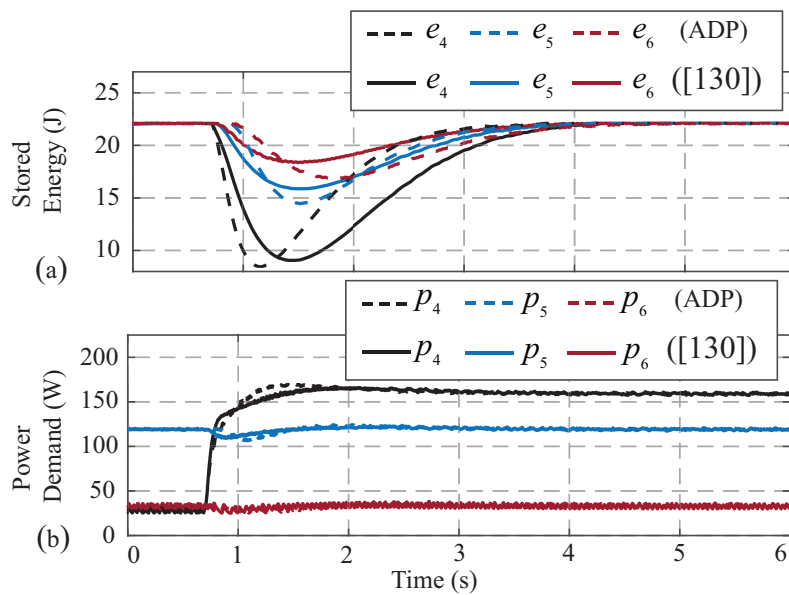 e4 e5 e6 (ADP)
e4 e5 e6 ([130])
25
20
15
10
Stored
Energy (J)
(a)
p4 p5 p6 (ADP)
p4 p5 p6 ([130])
200
150
100
50
0
Power
Demand (W)
(b)
0 1 2 3 4 5 6
Time (s)